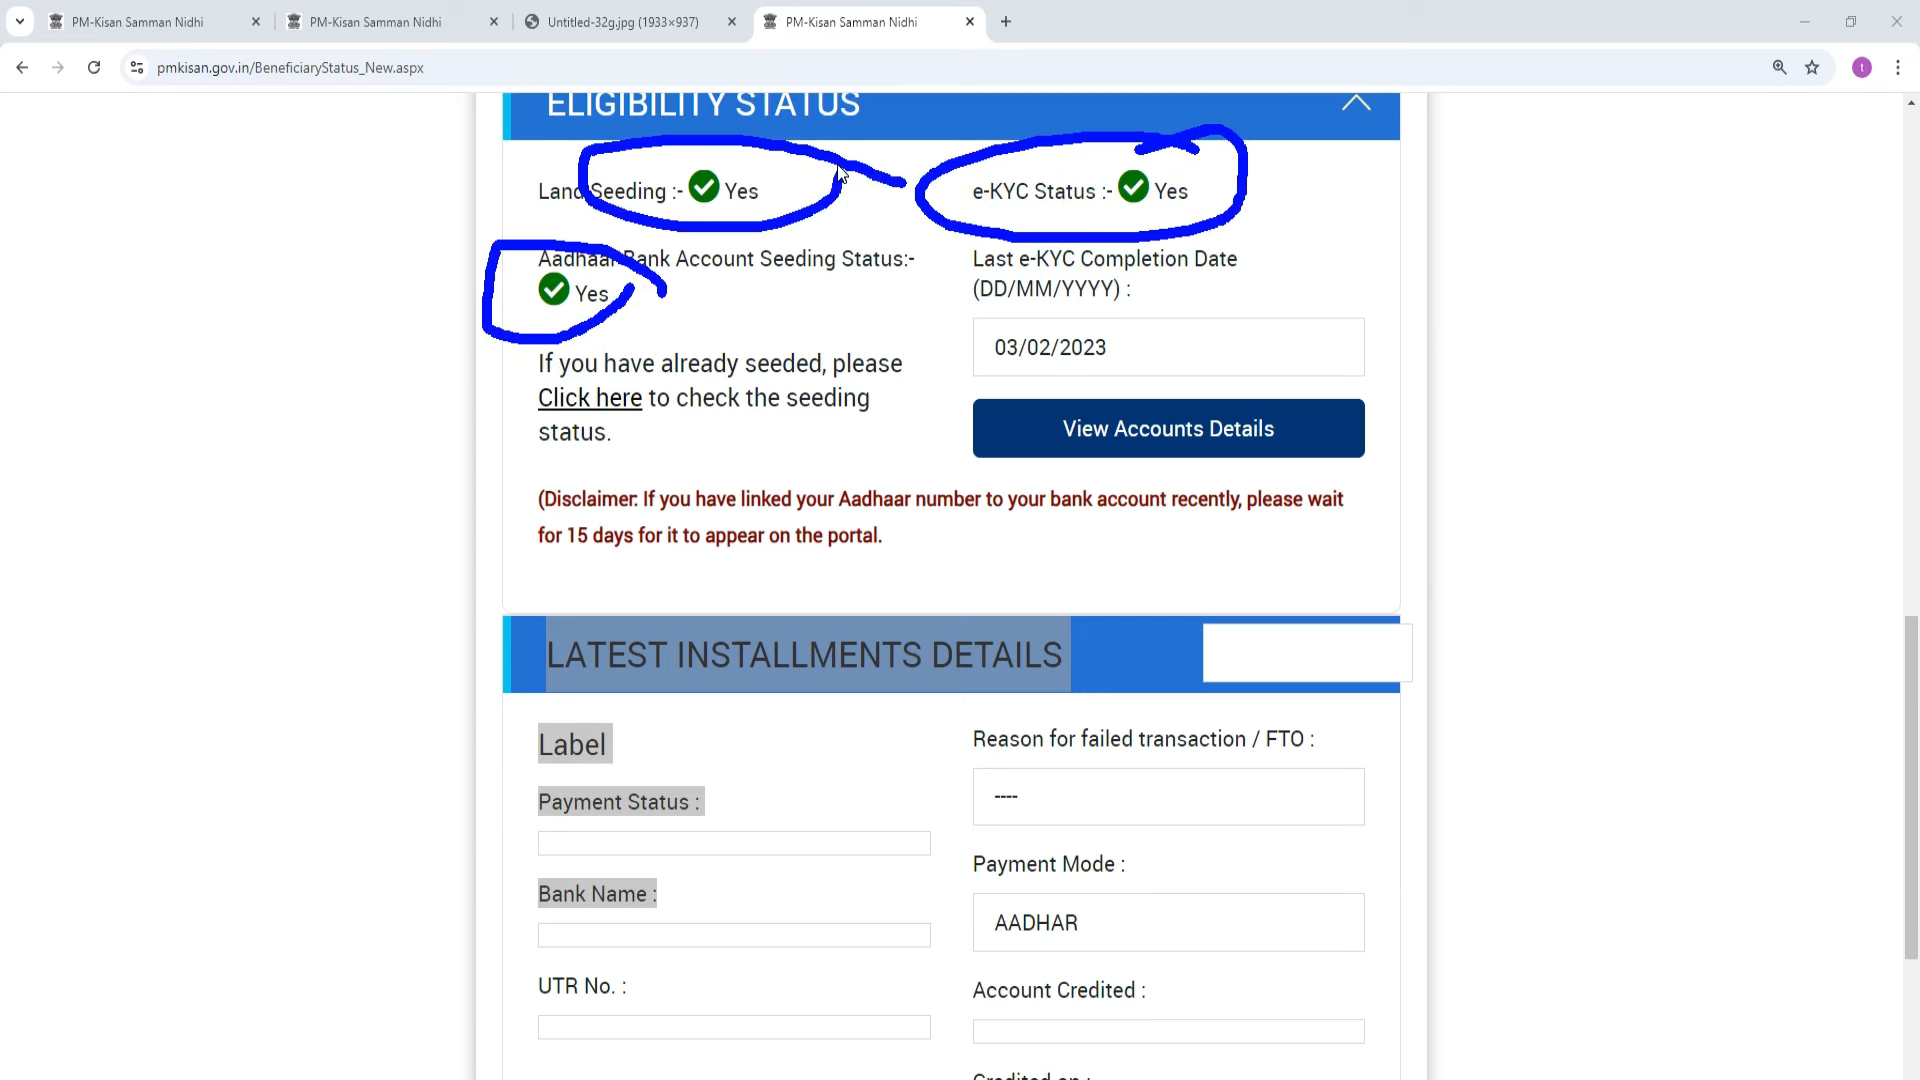 PM-Kisan Samman Nidhi
PM-Kisan Samman Nidhi
Untitled-32g.jpg (1933×937)
PM-Kisan Samman Nidhi
pmkisan.gov.in/BeneficiaryStatus_New.aspx
t
ELIGIBILITY STATUS
Land Seeding :- Yes
e-KYC Status :- Yes
Aadhaar Bank Account Seeding Status:-
Yes
Last e-KYC Completion Date
(DD/MM/YYYY) :
03/02/2023
If you have already seeded, please
Click here to check the seeding
status.
View Accounts Details
(Disclaimer: If you have linked your Aadhaar number to your bank account recently, please wait
for 15 days for it to appear on the portal.
LATEST INSTALLMENTS DETAILS
Label
Reason for failed transaction / FTO :
----
Payment Status :
Payment Mode :
AADHAR
Bank Name :
UTR No. :
Account Credited :
Credited on :